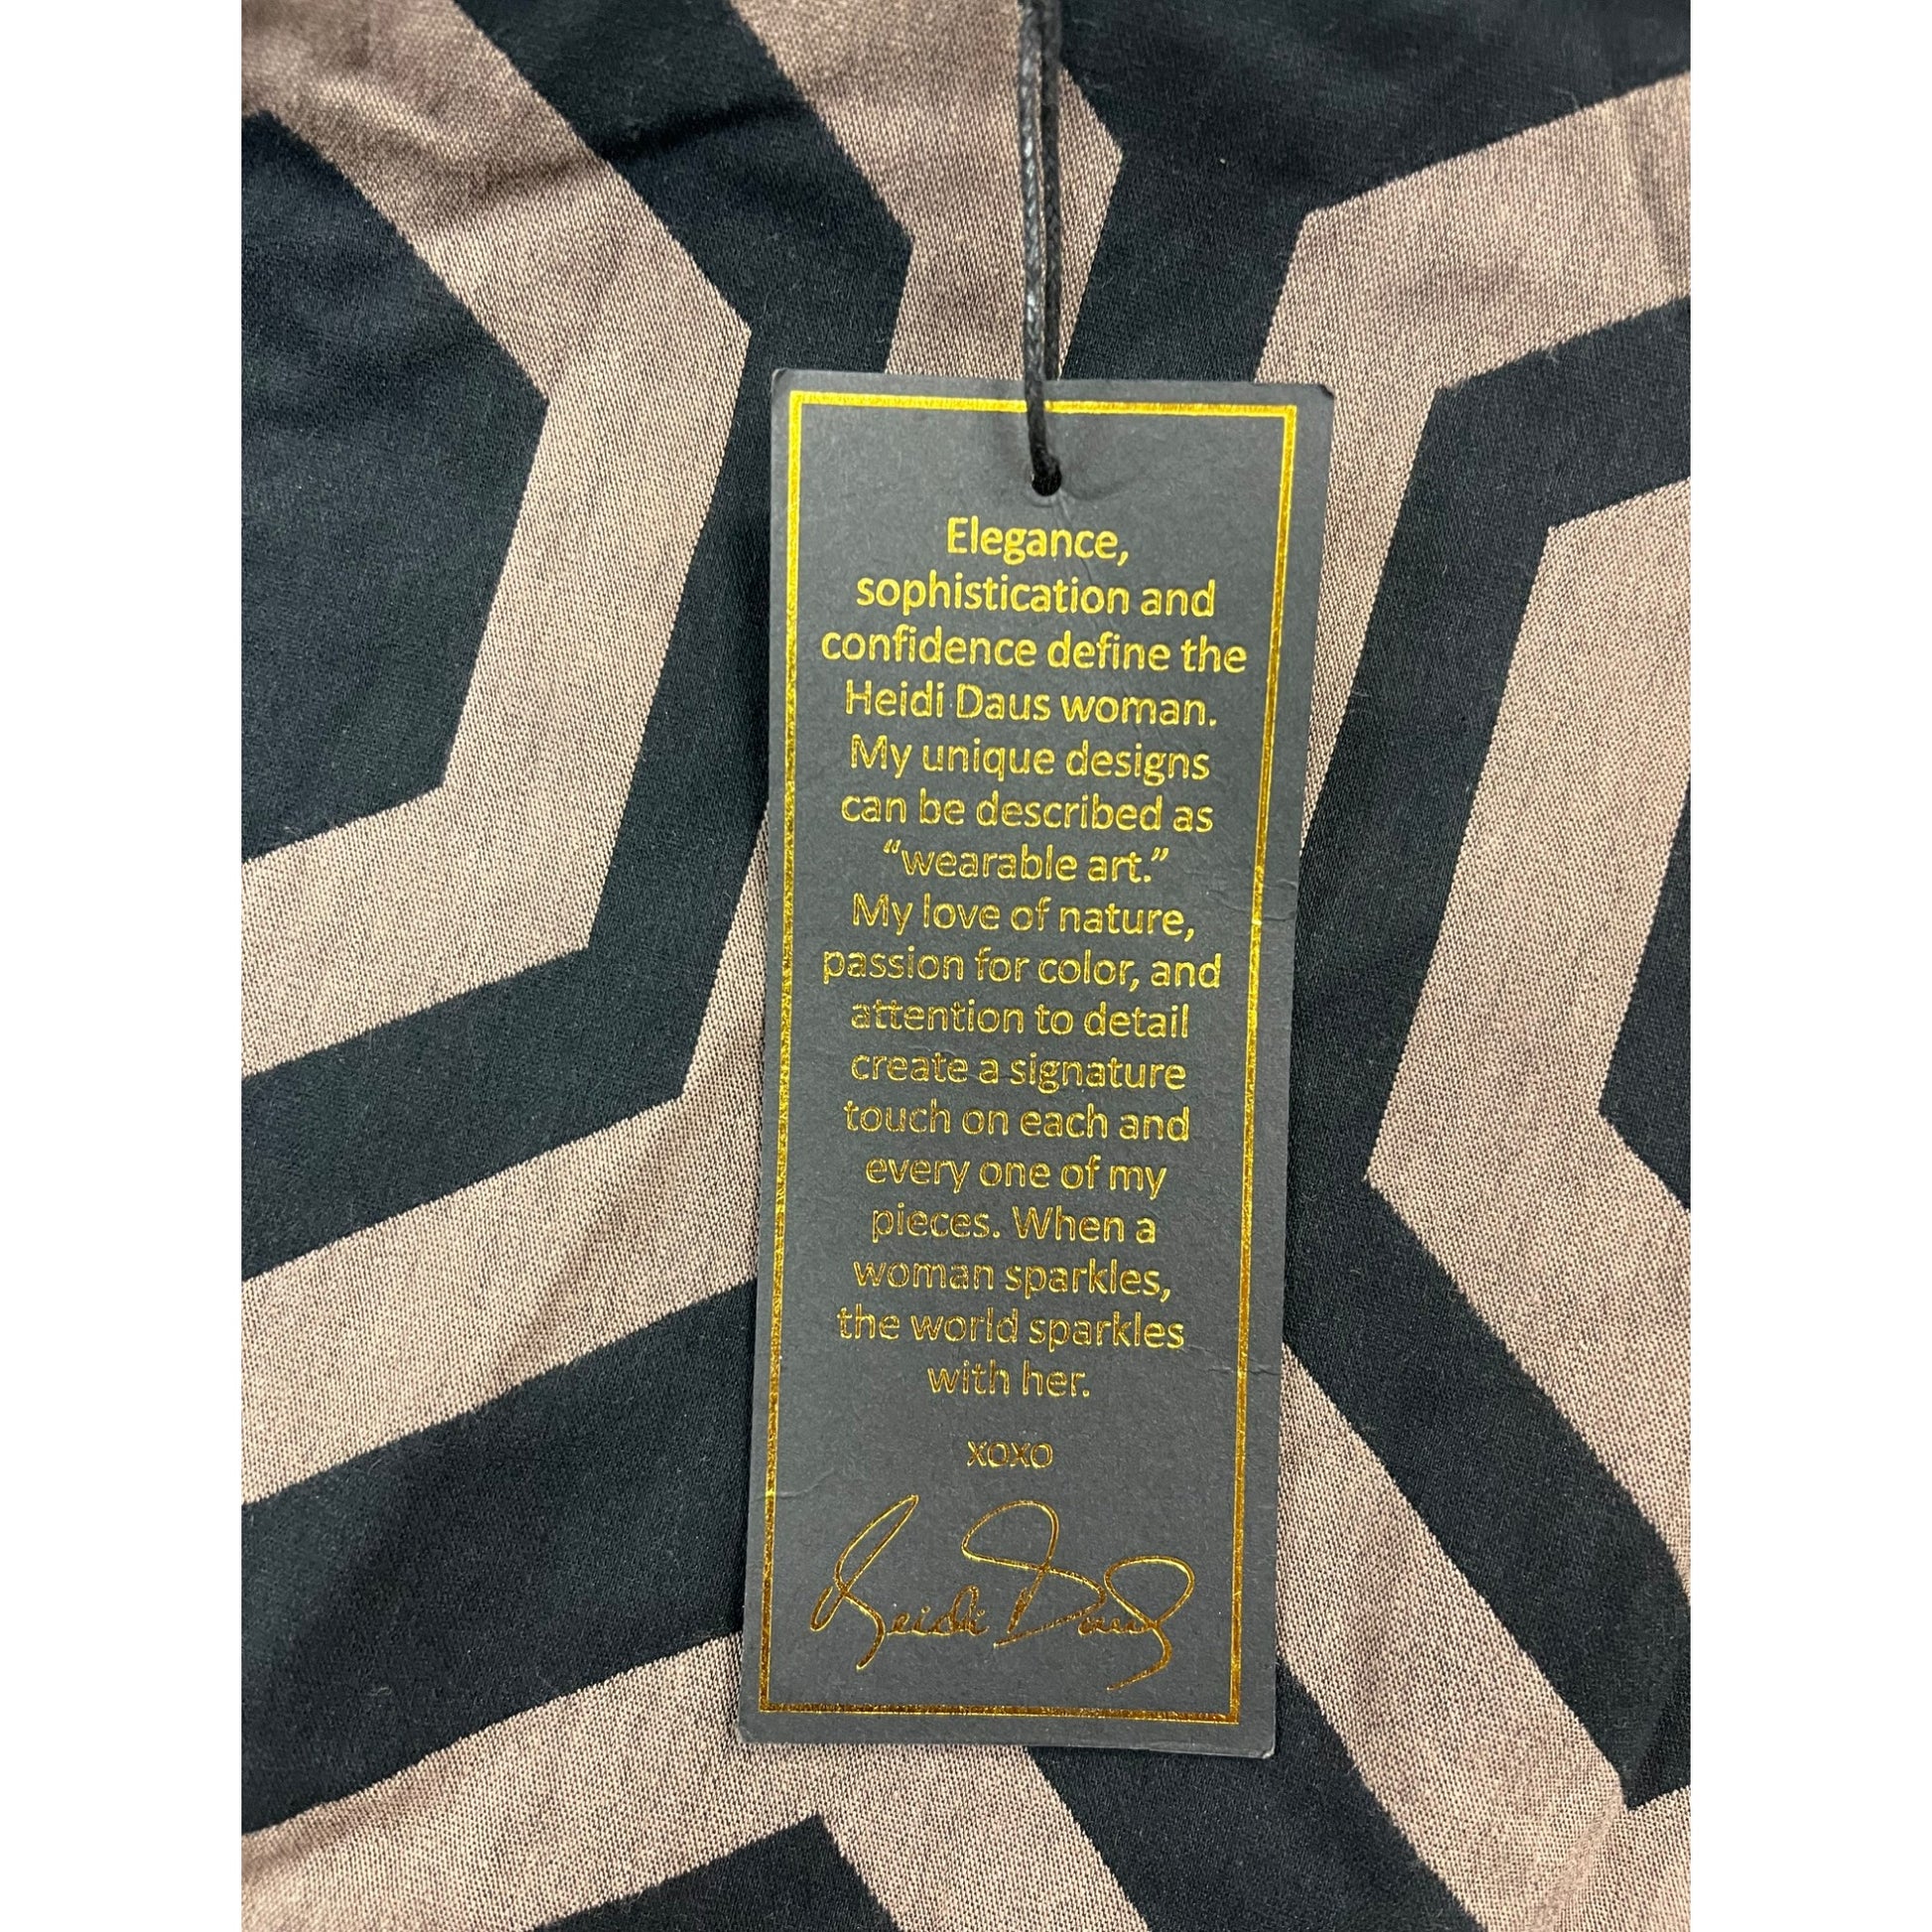 Elegance,
sophistication and
confidence define the
Heidi Daus woman.
My unique designs
can be described as
“wearable art.”
My love of nature,
passion for color, and
attention to detail
create a signature
touch on each and
every one of my
pieces. When a
woman sparkles,
the world sparkles
with her.
XOXO
Heidi Daus